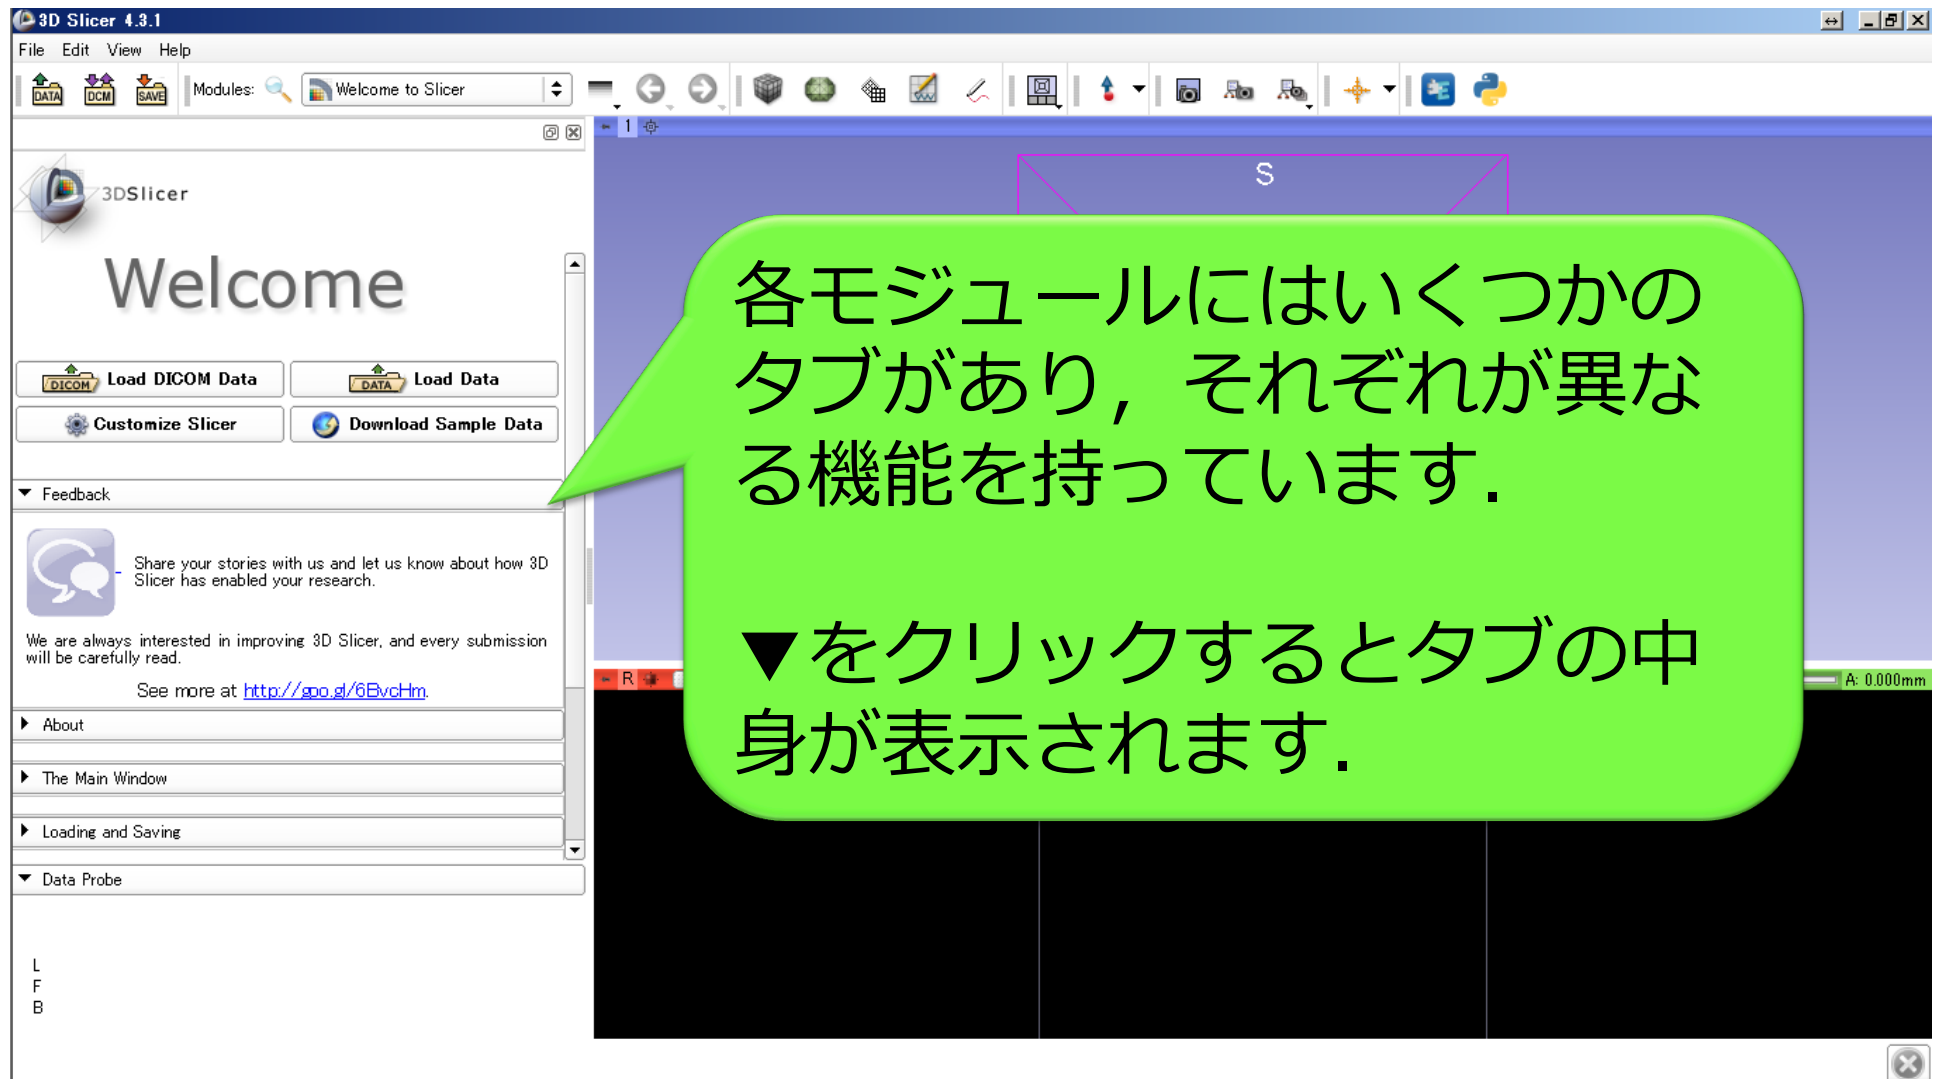 3D Slicer 4.3.1
File Edit View Help
DATA DCM SAVE Modules: Welcome to Slicer
1
3DSlicer
S
Welcome
各モジュールにはいくつかの
タブがあり，それぞれが異な
る機能を持っています．
▼をクリックするとタブの中
身が表示されます．
DICOM Load DICOM Data
DATA Load Data
Customize Slicer
Download Sample Data
▼ Feedback
Share your stories with us and let us know about how 3D
Slicer has enabled your research.
We are always interested in improving 3D Slicer, and every submission
will be carefully read.
See more at http://goo.gl/6BvcHm.
R
A: 0.000mm
About
The Main Window
Loading and Saving
▼ Data Probe
L
F
B